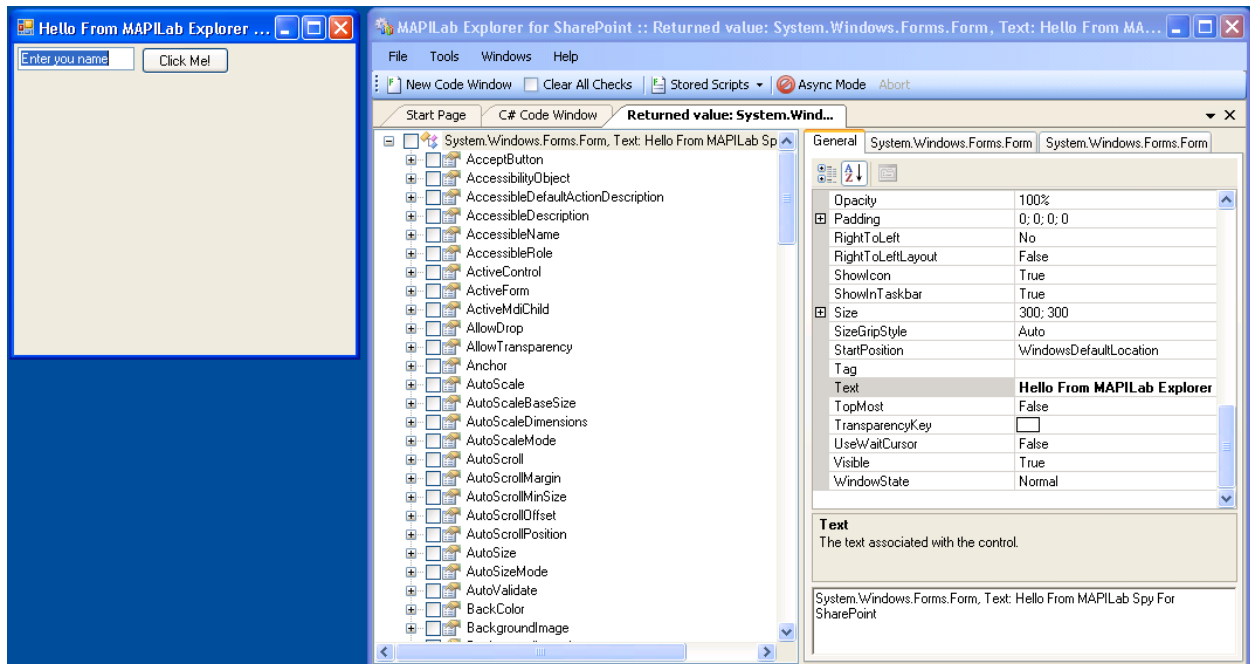 Hello From MAPILab Explorer ...
Enter you name
Click Me!
MAPILab Explorer for SharePoint :: Returned value: System.Windows.Forms.Form, Text: Hello From MA...
File Tools Windows Help
New Code Window Clear All Checks Stored Scripts Async Mode Abort
Start Page C# Code Window Returned value: System.Wind...
System.Windows.Forms.Form, Text: Hello From MAPILab Sp
AcceptButton
AccessibilityObject
AccessibleDefaultActionDescription
AccessibleDescription
AccessibleName
AccessibleRole
ActiveControl
ActiveForm
ActiveMdiChild
AllowDrop
AllowTransparency
Anchor
AutoScale
AutoScaleBaseSize
AutoScaleDimensions
AutoScaleMode
AutoScroll
AutoScrollMargin
AutoScrollMinSize
AutoScrollOffset
AutoScrollPosition
AutoSize
AutoSizeMode
AutoValidate
BackColor
BackgroundImage
General System.Windows.Forms.Form System.Windows.Forms.Form
Opacity 100%
Padding 0; 0; 0; 0
RightToLeft No
RightToLeftLayout False
ShowIcon True
ShowInTaskbar True
Size 300; 300
SizeGripStyle Auto
StartPosition WindowsDefaultLocation
Tag
Text Hello From MAPILab Explorer
TopMost False
TransparencyKey
UseWaitCursor False
Visible True
WindowState Normal
Text
The text associated with the control.
System.Windows.Forms.Form, Text: Hello From MAPILab Spy For
SharePoint